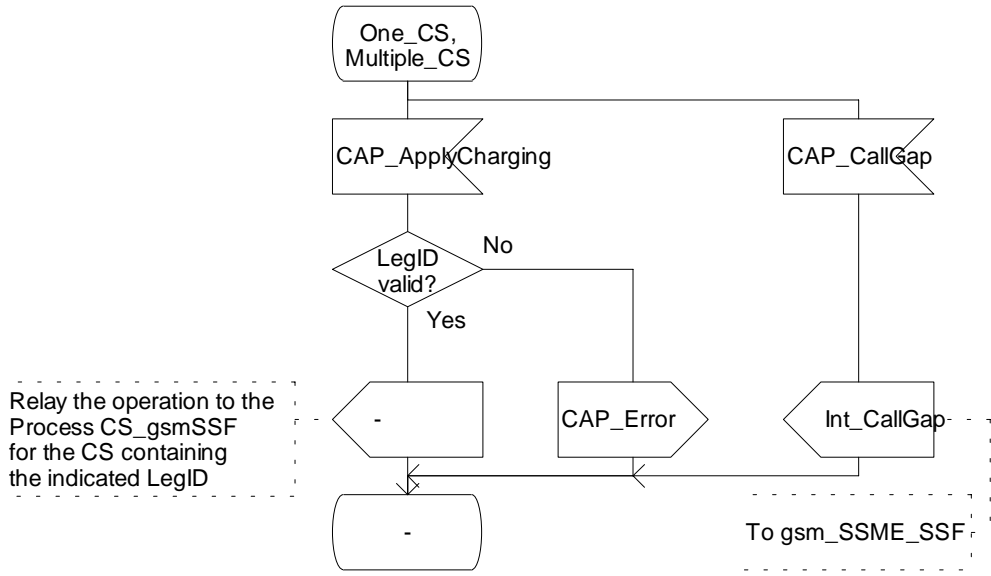 One_CS,
Multiple_CS
CAP_ApplyCharging
CAP_CallGap
LegID
valid?
No
Yes
Relay the operation to the
Process CS_gsmSSF
for the CS containing
the indicated LegID
-
CAP_Error
Int_CallGap
-
To gsm_SSME_SSF